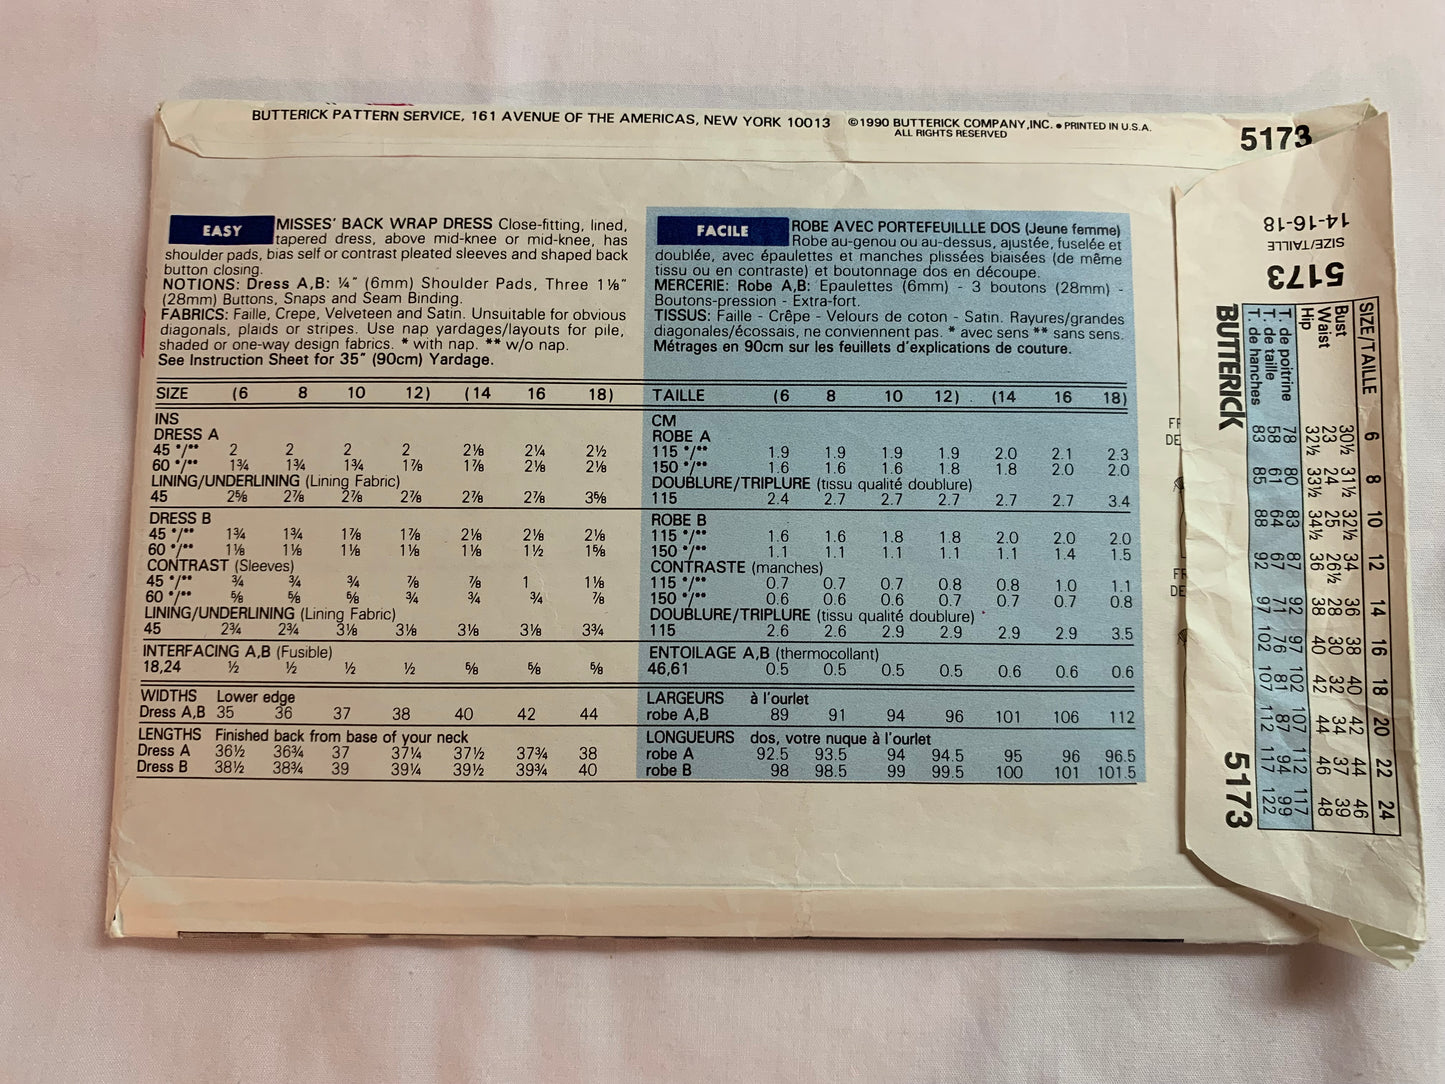 BUTTERICK PATTERN SERVICE, 161 AVENUE OF THE AMERICAS, NEW YORK 10013 ©1990 BUTTERICK COMPANY,INC. • PRINTED IN U.S.A.
ALL RIGHTS RESERVED
5173
EASY MISSES' BACK WRAP DRESS Close-fitting, lined,
tapered dress, above mid-knee or mid-knee, has
shoulder pads, bias self or contrast pleated sleeves and shaped back
button closing.
NOTIONS: Dress A,B: ¼" (6mm) Shoulder Pads, Three 1⅛"
(28mm) Buttons, Snaps and Seam Binding.
FABRICS: Faille, Crepe, Velveteen and Satin. Unsuitable for obvious
diagonals, plaids or stripes. Use nap yardages/layouts for pile,
shaded or one-way design fabrics. * with nap. ** w/o nap.
See Instruction Sheet for 35" (90cm) Yardage.
SIZE (6 8 10 12) (14 16 18)
INS
DRESS A
45 */** 2 2 2 2 2⅛ 2¼ 2½
60 */** 1¾ 1¾ 1¾ 1⅞ 1⅞ 2⅛ 2⅛
LINING/UNDERLINING (Lining Fabric)
45 2⅝ 2⅞ 2⅞ 2⅞ 2⅞ 2⅞ 3⅝
DRESS B
45 */** 1¾ 1¾ 1⅞ 1⅞ 2⅛ 2⅛ 2⅛
60 */** 1⅛ 1⅛ 1⅛ 1⅛ 1⅛ 1½ 1⅝
CONTRAST (Sleeves)
45 */** ¾ ¾ ¾ ⅞ ⅞ 1 1⅛
60 */** ⅝ ⅝ ⅝ ¾ ¾ ¾ ⅞
LINING/UNDERLINING (Lining Fabric)
45 2¾ 2¾ 3⅛ 3⅛ 3⅛ 3⅛ 3¾
INTERFACING A,B (Fusible)
18,24 ½ ½ ½ ½ ⅝ ⅝ ⅝
WIDTHS Lower edge
Dress A,B 35 36 37 38 40 42 44
LENGTHS Finished back from base of your neck
Dress A 36½ 36¾ 37 37¼ 37½ 37¾ 38
Dress B 38½ 38¾ 39 39¼ 39½ 39¾ 40
FACILE ROBE AVEC PORTEFEUILLLE DOS (Jeune femme)
Robe au-genou ou au-dessus, ajustée, fuselée et
doublée, avec épaulettes et manches plissées biaisées (de même
tissu ou en contraste) et boutonnage dos en découpe.
MERCERIE: Robe A,B: Epaulettes (6mm) - 3 boutons (28mm) -
Boutons-pression - Extra-fort.
TISSUS: Faille - Crêpe - Velours de coton - Satin. Rayures/grandes
diagonales/écossais, ne conviennent pas. * avec sens ** sans sens.
Métrages en 90cm sur les feuillets d'explications de couture.
TAILLE (6 8 10 12) (14 16 18)
CM
ROBE A
115 */** 1.9 1.9 1.9 1.9 2.0 2.1 2.3
150 */** 1.6 1.6 1.6 1.8 1.8 2.0 2.0
DOUBLURE/TRIPLURE (tissu qualité doublure)
115 2.4 2.7 2.7 2.7 2.7 2.7 3.4
ROBE B
115 */** 1.6 1.6 1.8 1.8 2.0 2.0 2.0
150 */** 1.1 1.1 1.1 1.1 1.1 1.4 1.5
CONTRASTE (manches)
115 */** 0.7 0.7 0.7 0.8 0.8 1.0 1.1
150 */** 0.6 0.6 0.6 0.7 0.7 0.7 0.8
DOUBLURE/TRIPLURE (tissu qualité doublure)
115 2.6 2.6 2.9 2.9 2.9 2.9 3.5
ENTOILAGE A,B (thermocollant)
46,61 0.5 0.5 0.5 0.5 0.6 0.6 0.6
LARGEURS à l'ourlet
robe A,B 89 91 94 96 101 106 112
LONGUEURS dos, votre nuque à l'ourlet
robe A 92.5 93.5 94 94.5 95 96 96.5
robe B 98 98.5 99 99.5 100 101 101.5
FR
DE
FR
DE
14-16-18
SIZE/TAILLE
5173
SIZE/TAILLE 6 8 10 12 14 16 18 20 22 24
Bust 30½ 31½ 32½ 34 36 38 40 42 44 46
Waist 23 24 25 26½ 28 30 32 34 37 39
Hip 32½ 33½ 34½ 36 38 40 42 44 46 48
T. de poitrine 78 80 83 87 92 97 102 107 112 117
T. de taille 58 61 64 67 71 76 81 87 94 99
T. de hanches 83 85 88 92 97 102 107 112 117 122
BUTTERICK 5173